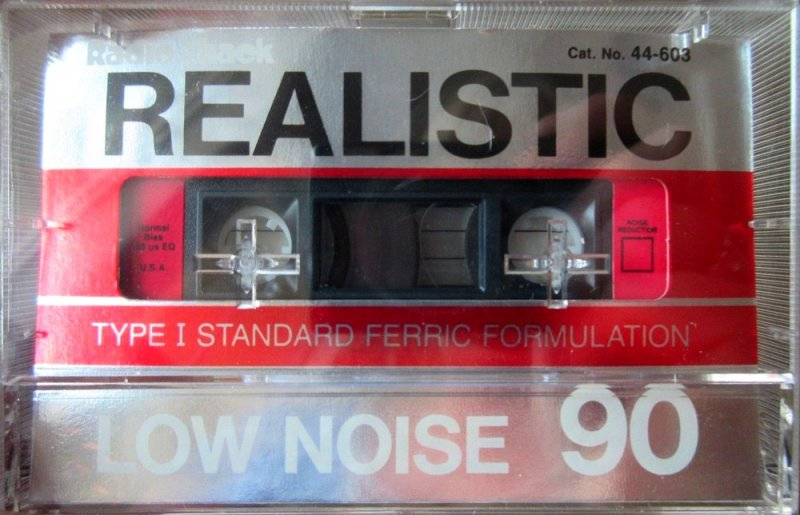 Radio Shack
Cat. No. 44-603
REALISTIC
Normal
Bias
120 us EQ
U.S.A
NOISE
REDUCTION
TYPE I STANDARD FERRIC FORMULATION
LOW NOISE 90